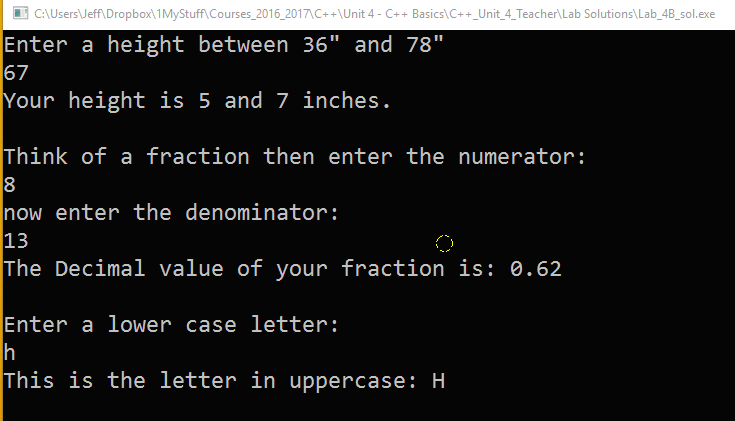 C:\Users\Jeff\Dropbox\1MyStuff\Courses_2016_2017\C++\Unit 4 - C++ Basics\C++_Unit_4_Teacher\Lab Solutions\Lab_4B_sol.exe
Enter a height between 36" and 78"
67
Your height is 5 and 7 inches.
Think of a fraction then enter the numerator:
8
now enter the denominator:
13
The Decimal value of your fraction is: 0.62
Enter a lower case letter:
h
This is the letter in uppercase: H